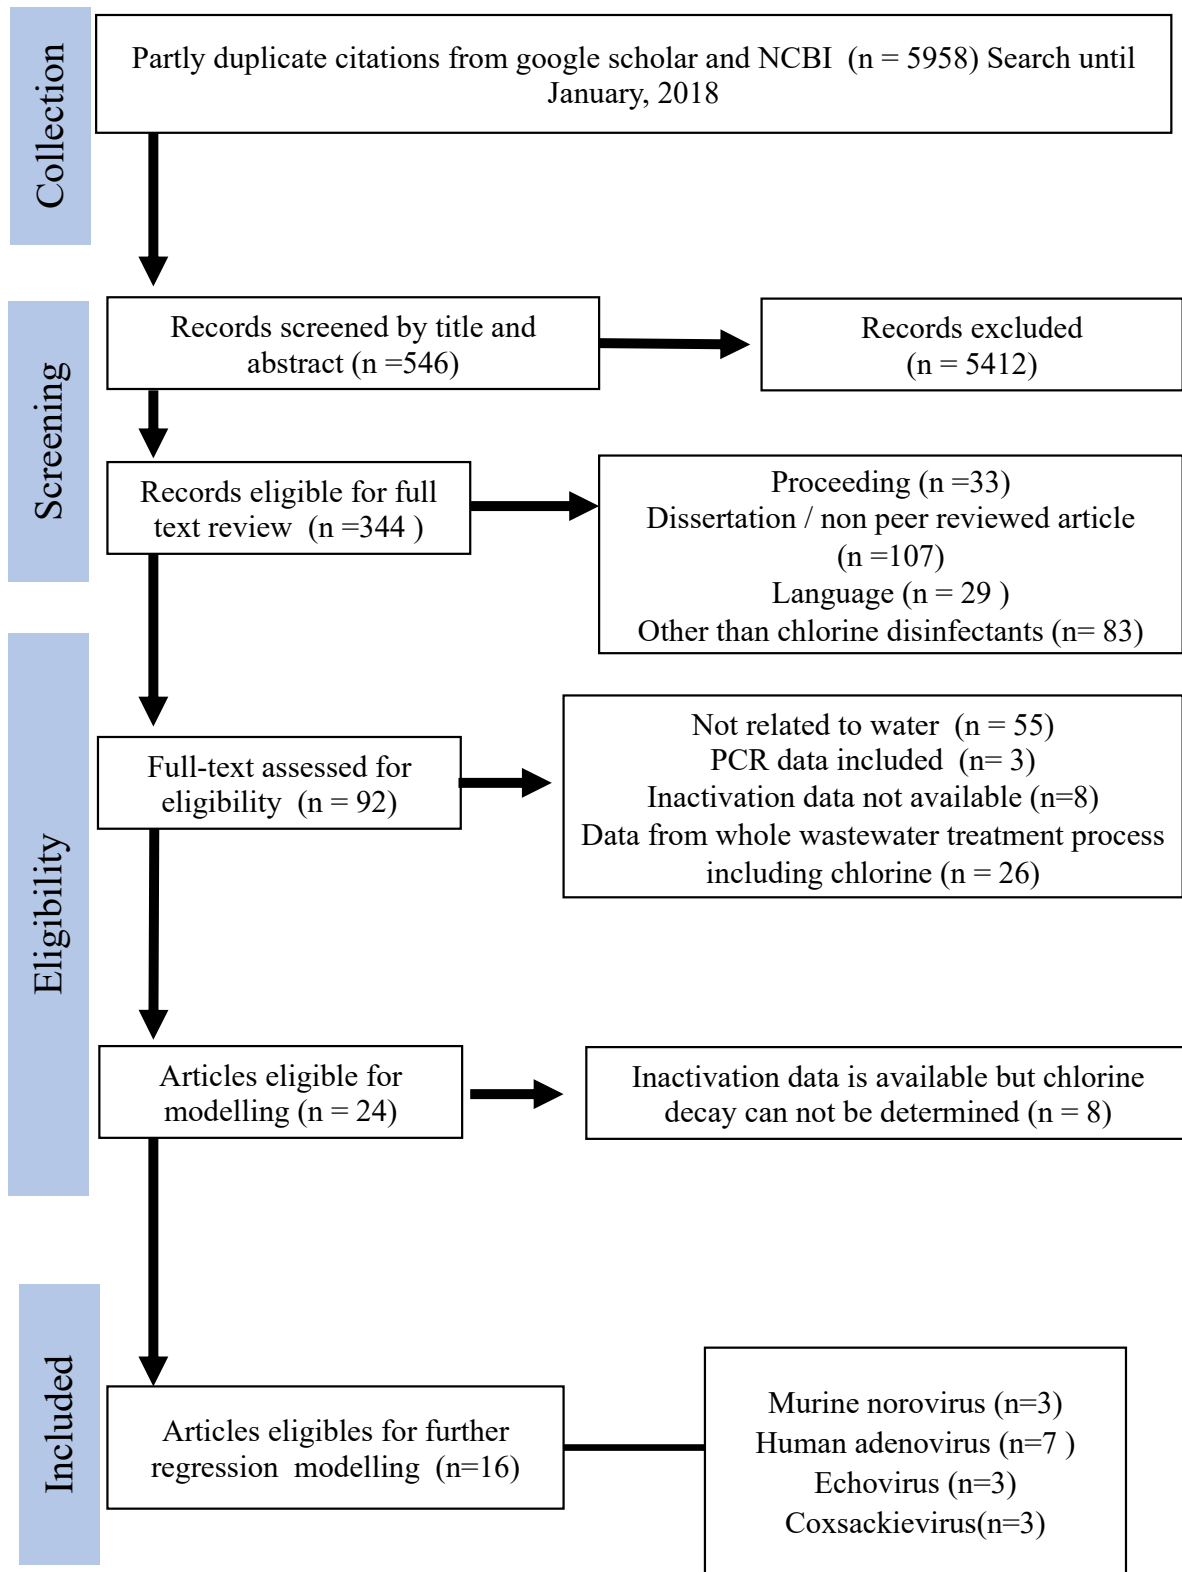 Collection
Partly duplicate citations from google scholar and NCBI (n = 5958) Search until
January, 2018
Screening
Records screened by title and
abstract (n =546)
Records excluded
(n = 5412)
Records eligible for full
text review (n =344 )
Proceeding (n =33)
Dissertation / non peer reviewed article
(n =107)
Language (n = 29 )
Other than chlorine disinfectants (n= 83)
Eligibility
Full-text assessed for
eligibility (n = 92)
Not related to water (n = 55)
PCR data included (n= 3)
Inactivation data not available (n=8)
Data from whole wastewater treatment process
including chlorine (n = 26)
Articles eligible for
modelling (n = 24)
Inactivation data is available but chlorine
decay can not be determined (n = 8)
Included
Articles eligibles for further
regression modelling (n=16)
Murine norovirus (n=3)
Human adenovirus (n=7 )
Echovirus (n=3)
Coxsackievirus(n=3)